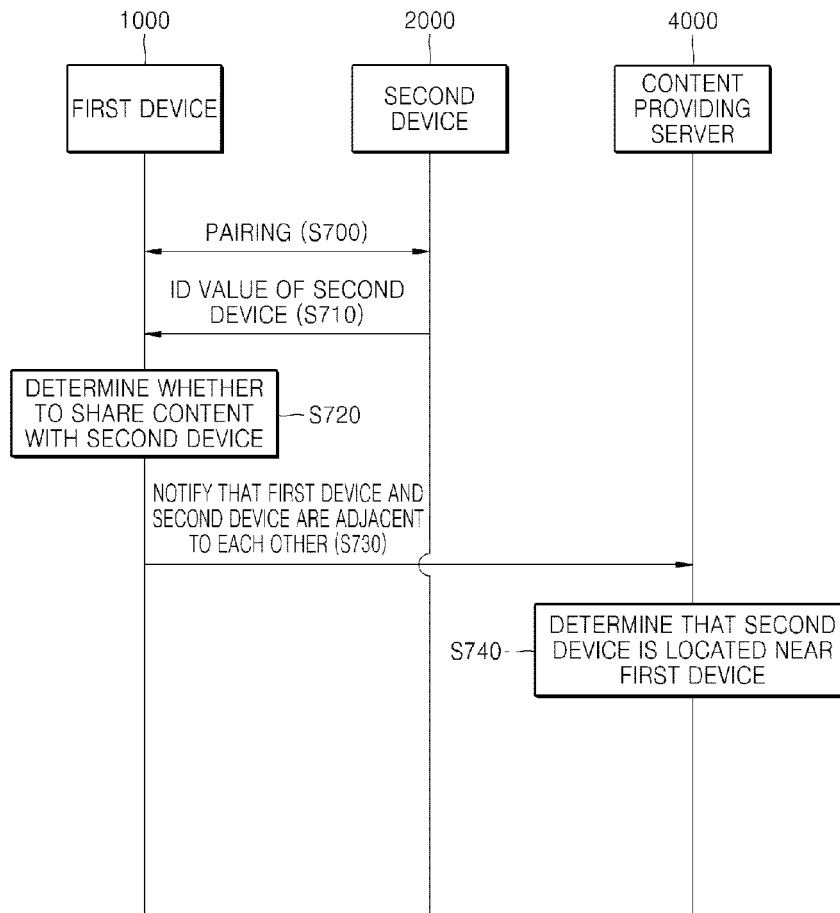 1000
2000
4000
FIRST DEVICE
SECOND
DEVICE
CONTENT
PROVIDING
SERVER
PAIRING (S700)
ID VALUE OF SECOND
DEVICE (S710)
DETERMINE WHETHER
TO SHARE CONTENT
WITH SECOND DEVICE
S720
NOTIFY THAT FIRST DEVICE AND
SECOND DEVICE ARE ADJACENT
TO EACH OTHER (S730)
S740
DETERMINE THAT SECOND
DEVICE IS LOCATED NEAR
FIRST DEVICE